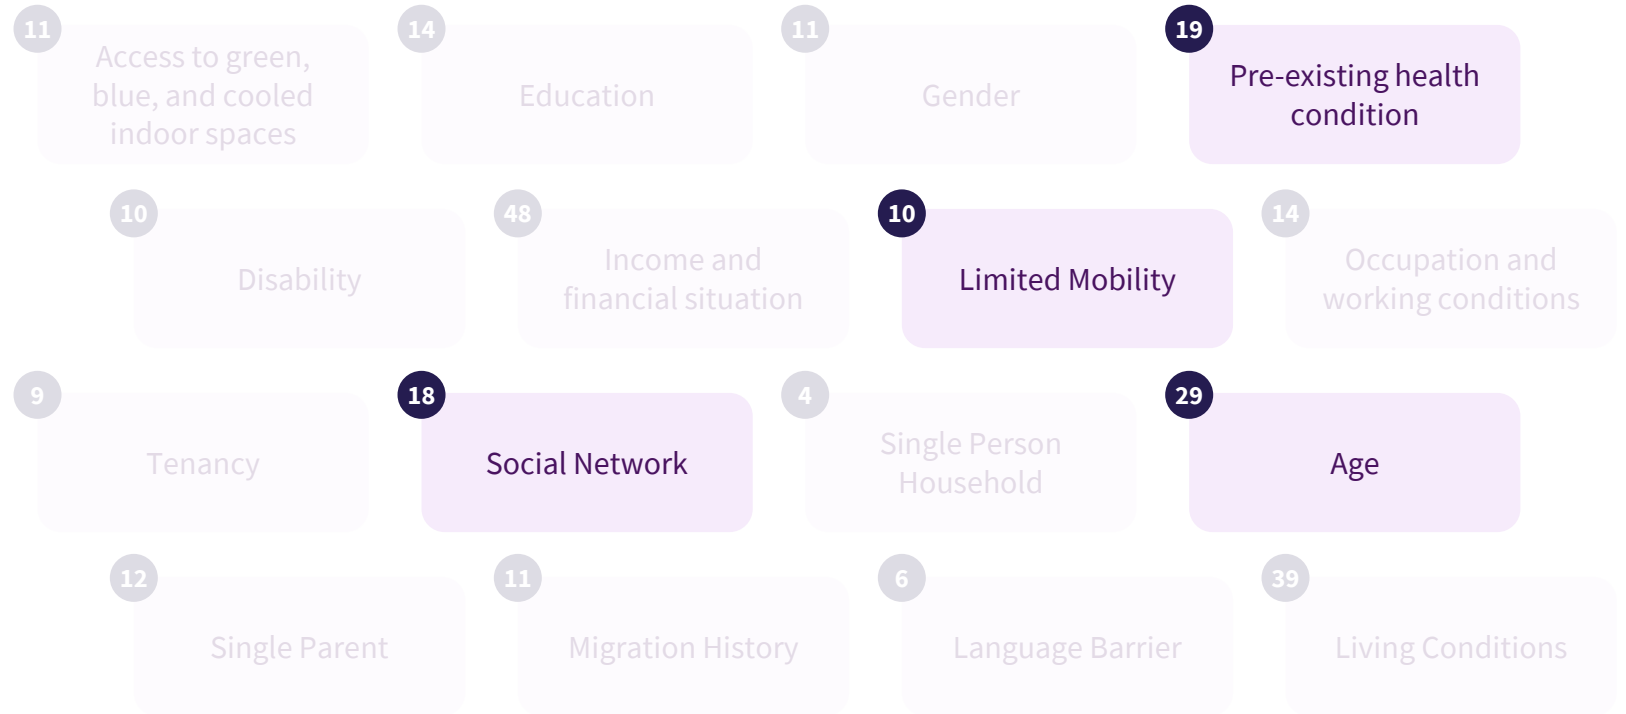 11
Access to green,
blue, and cooled
indoor spaces
14
Education
11
Gender
19
Pre-existing health
condition
10
Disability
48
Income and
financial situation
10
Limited Mobility
14
Occupation and
working conditions
9
Tenancy
18
Social Network
4
Single Person
Household
29
Age
12
Single Parent
11
Migration History
6
Language Barrier
39
Living Conditions